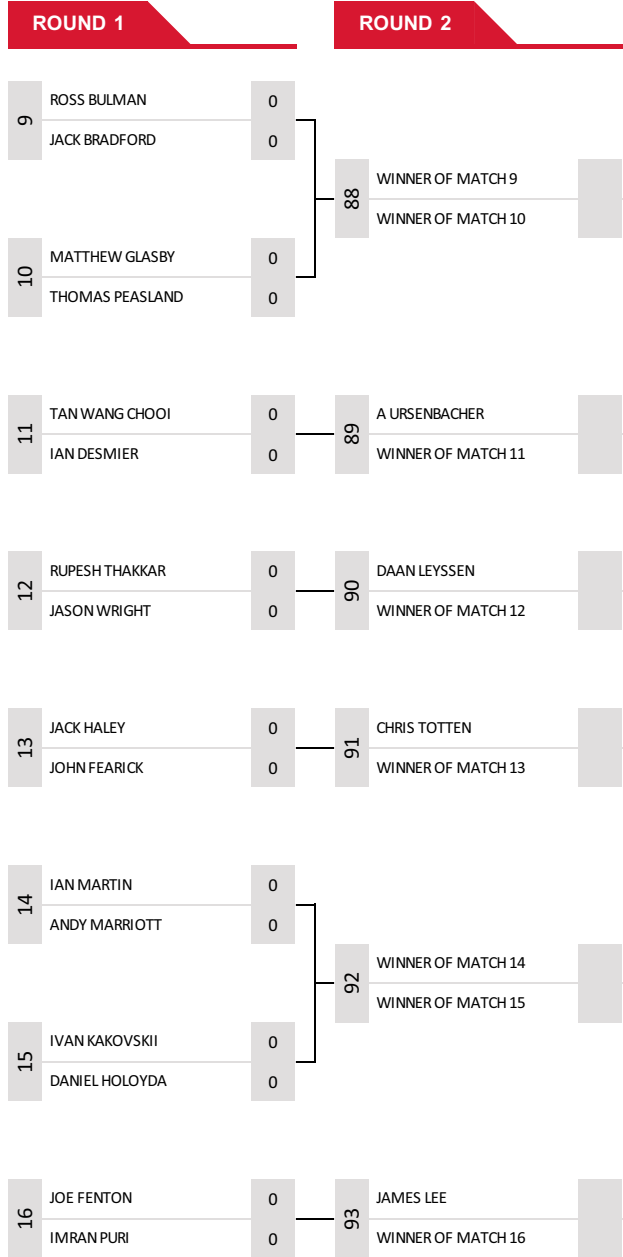 ROUND 1
ROUND 2
9
ROSS BULMAN 0
JACK BRADFORD 0
88
WINNER OF MATCH 9
WINNER OF MATCH 10
10
MATTHEW GLASBY 0
THOMAS PEASLAND 0
11
TAN WANG CHOOI 0
IAN DESMIER 0
89
A URSENBACHER
WINNER OF MATCH 11
12
RUPESH THAKKAR 0
JASON WRIGHT 0
90
DAAN LEYSSEN
WINNER OF MATCH 12
13
JACK HALEY 0
JOHN FEARICK 0
91
CHRIS TOTTEN
WINNER OF MATCH 13
14
IAN MARTIN 0
ANDY MARRIOTT 0
92
WINNER OF MATCH 14
WINNER OF MATCH 15
15
IVAN KAKOVSKII 0
DANIEL HOLOYDA 0
16
JOE FENTON 0
IMRAN PURI 0
93
JAMES LEE
WINNER OF MATCH 16